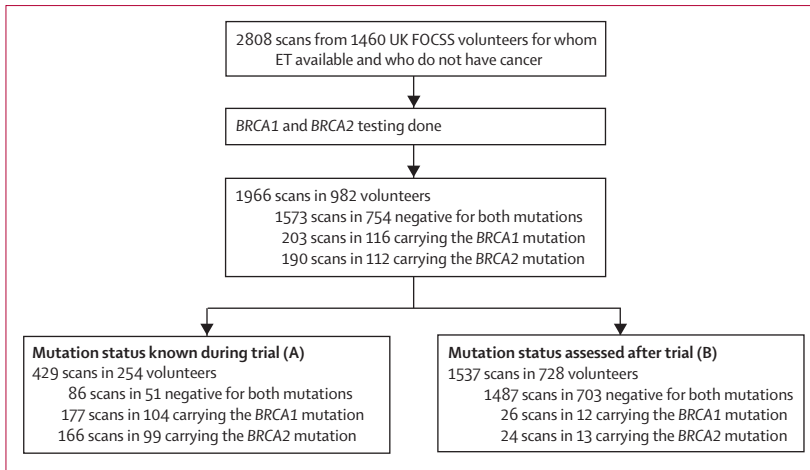 2808 scans from 1460 UK FOCSS volunteers for whom
ET available and who do not have cancer
BRCA1 and BRCA2 testing done
1966 scans in 982 volunteers
1573 scans in 754 negative for both mutations
203 scans in 116 carrying the BRCA1 mutation
190 scans in 112 carrying the BRCA2 mutation
Mutation status known during trial (A)
429 scans in 254 volunteers
86 scans in 51 negative for both mutations
177 scans in 104 carrying the BRCA1 mutation
166 scans in 99 carrying the BRCA2 mutation
Mutation status assessed after trial (B)
1537 scans in 728 volunteers
1487 scans in 703 negative for both mutations
26 scans in 12 carrying the BRCA1 mutation
24 scans in 13 carrying the BRCA2 mutation